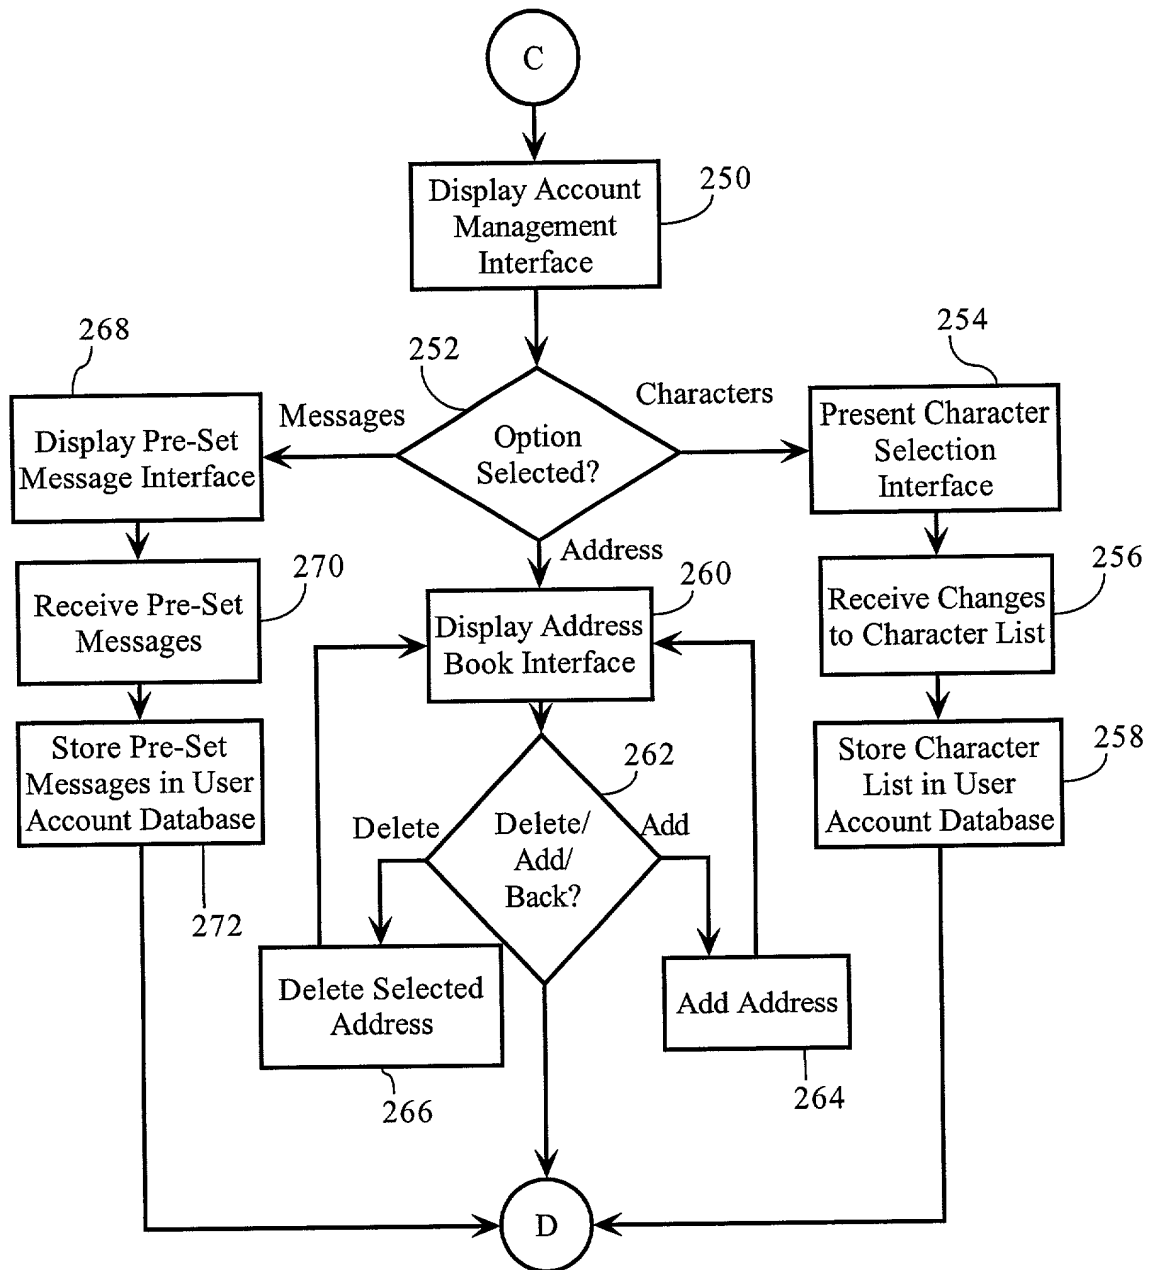 C
Display Account
Management
Interface
250
268
252
254
Messages
Characters
Display Pre-Set
Message Interface
Option
Selected?
Present Character
Selection
Interface
Address
270
260
256
Receive Pre-Set
Messages
Display Address
Book Interface
Receive Changes
to Character List
Store Pre-Set
Messages in User
Account Database
262
Store Character
List in User
Account Database
258
Delete
Delete/
Add/
Back?
Add
272
Delete Selected
Address
Add Address
266
264
D